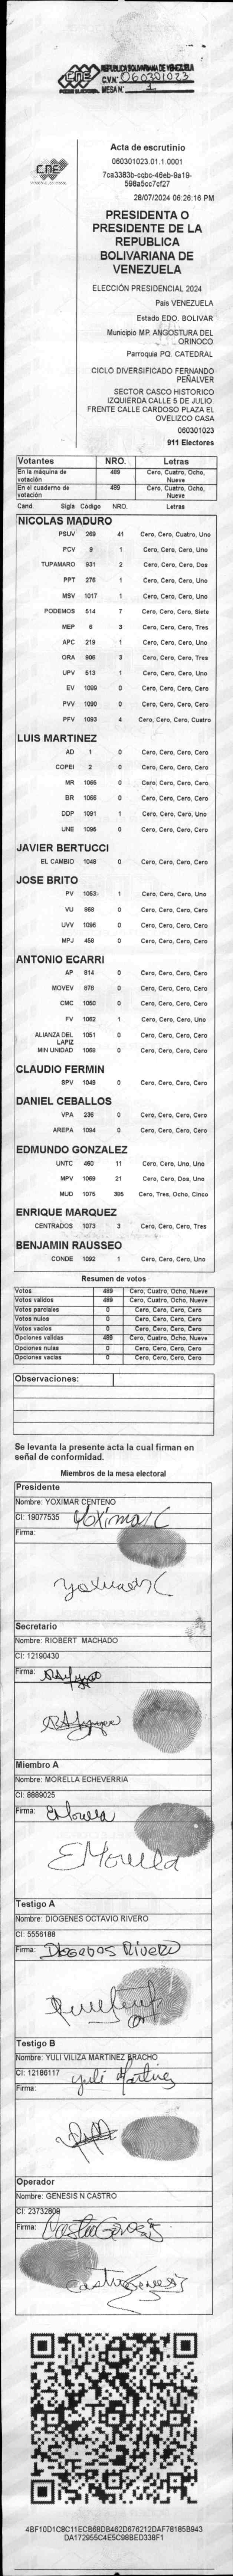 CNE
PODER ELECTORAL
REPUBLICA BOLIVARIANA DE VENEZUELA
C.V.N° 060301023
MESA N° 1
CNE
Acta de escrutinio
060301023.01.1.0001
7ca3383b-ccbc-46eb-9a19-
598a5cc7cf27
28/07/2024 06:26:16 PM
PRESIDENTA O
PRESIDENTE DE LA
REPUBLICA
BOLIVARIANA DE
VENEZUELA
ELECCIÓN PRESIDENCIAL 2024
Pais VENEZUELA
Estado EDO. BOLIVAR
Municipio MP. ANGOSTURA DEL
ORINOCO
Parroquia PQ. CATEDRAL
CICLO DIVERSIFICADO FERNANDO
PEÑALVER
SECTOR CASCO HISTORICO
IZQUIERDA CALLE 5 DE JULIO.
FRENTE CALLE CARDOSO PLAZA EL
OVELIZCO CASA
060301023
911 Electores
Votantes NRO. Letras
En la máquina de votación 489 Cero, Cuatro, Ocho, Nueve
En el cuaderno de votación 489 Cero, Cuatro, Ocho, Nueve
Cand. Sigla Código NRO. Letras
NICOLAS MADURO
PSUV 269 41 Cero, Cero, Cuatro, Uno
PCV 9 1 Cero, Cero, Cero, Uno
TUPAMARO 931 2 Cero, Cero, Cero, Dos
PPT 276 1 Cero, Cero, Cero, Uno
MSV 1017 1 Cero, Cero, Cero, Uno
PODEMOS 514 7 Cero, Cero, Cero, Siete
MEP 6 3 Cero, Cero, Cero, Tres
APC 219 1 Cero, Cero, Cero, Uno
ORA 906 3 Cero, Cero, Cero, Tres
UPV 513 1 Cero, Cero, Cero, Uno
EV 1089 0 Cero, Cero, Cero, Cero
PVV 1090 0 Cero, Cero, Cero, Cero
PFV 1093 4 Cero, Cero, Cero, Cuatro
LUIS MARTINEZ
AD 1 0 Cero, Cero, Cero, Cero
COPEI 2 0 Cero, Cero, Cero, Cero
MR 1065 0 Cero, Cero, Cero, Cero
BR 1066 0 Cero, Cero, Cero, Cero
DDP 1091 1 Cero, Cero, Cero, Uno
UNE 1095 0 Cero, Cero, Cero, Cero
JAVIER BERTUCCI
EL CAMBIO 1048 0 Cero, Cero, Cero, Cero
JOSE BRITO
PV 1053 1 Cero, Cero, Cero, Uno
VU 968 0 Cero, Cero, Cero, Cero
UVV 1096 0 Cero, Cero, Cero, Cero
MPJ 458 0 Cero, Cero, Cero, Cero
ANTONIO ECARRI
AP 814 0 Cero, Cero, Cero, Cero
MOVEV 878 0 Cero, Cero, Cero, Cero
CMC 1050 0 Cero, Cero, Cero, Cero
FV 1062 1 Cero, Cero, Cero, Uno
ALIANZA DEL LAPIZ 1051 0 Cero, Cero, Cero, Cero
MIN UNIDAD 1068 0 Cero, Cero, Cero, Cero
CLAUDIO FERMIN
SPV 1049 0 Cero, Cero, Cero, Cero
DANIEL CEBALLOS
VPA 236 0 Cero, Cero, Cero, Cero
AREPA 1094 0 Cero, Cero, Cero, Cero
EDMUNDO GONZALEZ
UNTC 460 11 Cero, Cero, Uno, Uno
MPV 1069 21 Cero, Cero, Dos, Uno
MUD 1075 385 Cero, Tres, Ocho, Cinco
ENRIQUE MARQUEZ
CENTRADOS 1073 3 Cero, Cero, Cero, Tres
BENJAMIN RAUSSEO
CONDE 1092 1 Cero, Cero, Cero, Uno
Resumen de votos
Votos 489 Cero, Cuatro, Ocho, Nueve
Votos validos 489 Cero, Cuatro, Ocho, Nueve
Votos parciales 0 Cero, Cero, Cero, Cero
Votos nulos 0 Cero, Cero, Cero, Cero
Votos vacios 0 Cero, Cero, Cero, Cero
Opciones validas 489 Cero, Cuatro, Ocho, Nueve
Opciones nulas 0 Cero, Cero, Cero, Cero
Opciones vacias 0 Cero, Cero, Cero, Cero
Observaciones:
Se levanta la presente acta la cual firman en
señal de conformidad.
Miembros de la mesa electoral
Presidente
Nombre: YOXIMAR CENTENO
CI: 19077535 Yoximar C
Firma:
Yoximar C
Secretario
Nombre: RIOBERT MACHADO
CI: 12190430
Firma:
Miembro A
Nombre: MORELLA ECHEVERRIA
CI: 8889025
Firma: EMorella
EMorella
Testigo A
Nombre: DIOGENES OCTAVIO RIVERO
CI: 5556188
Firma: Diogenes Rivero
Testigo B
Nombre: YULI VILIZA MARTINEZ BRACHO
CI: 12186117 Yuli Martinez
Firma:
Operador
Nombre: GENESIS N CASTRO
CI: 23732809
Firma: Castro Genesis
Castro Genesis
4BF10D1C8C11ECB68DB462D676212DAF78185B943
DA172955C4E5C98BED338F1